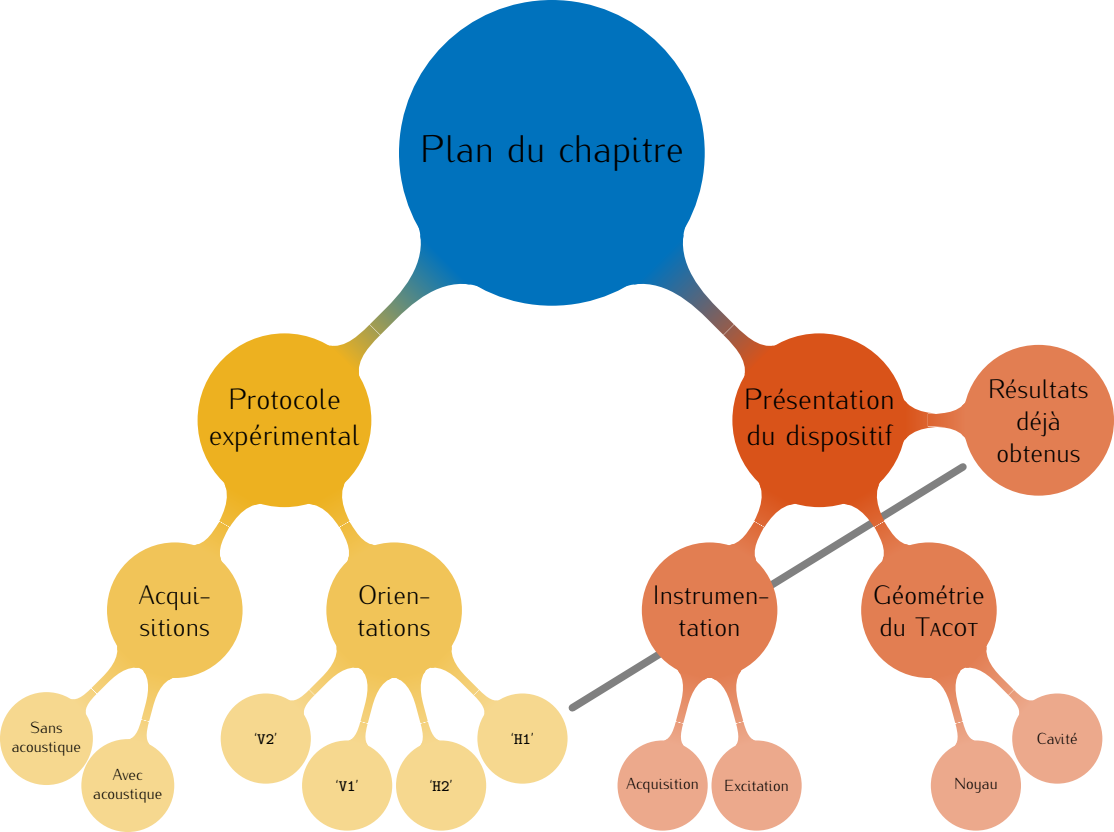 Plan du chapitre
Protocole
expérimental
Présentation
du dispositif
Résultats
déjà
obtenus
Acqui-
sitions
Orien-
tations
Instrumen-
tation
Géométrie
du TACOT
Sans
acoustique
Avec
acoustique
'V2'
'V1'
'H2'
'H1'
Acquisition
Excitation
Noyau
Cavité